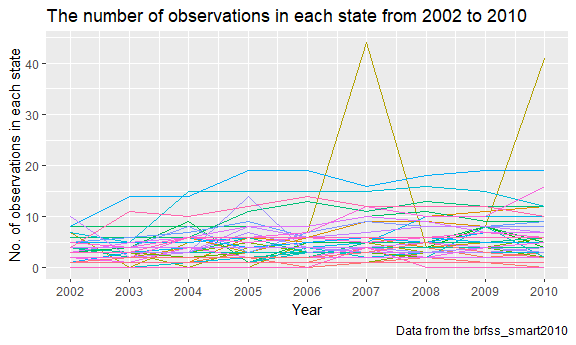 The number of observations in each state from 2002 to 2010
No. of observations in each state
40
30
20
10
0
2002 2003 2004 2005 2006 2007 2008 2009 2010
Year
Data from the brfss_smart2010